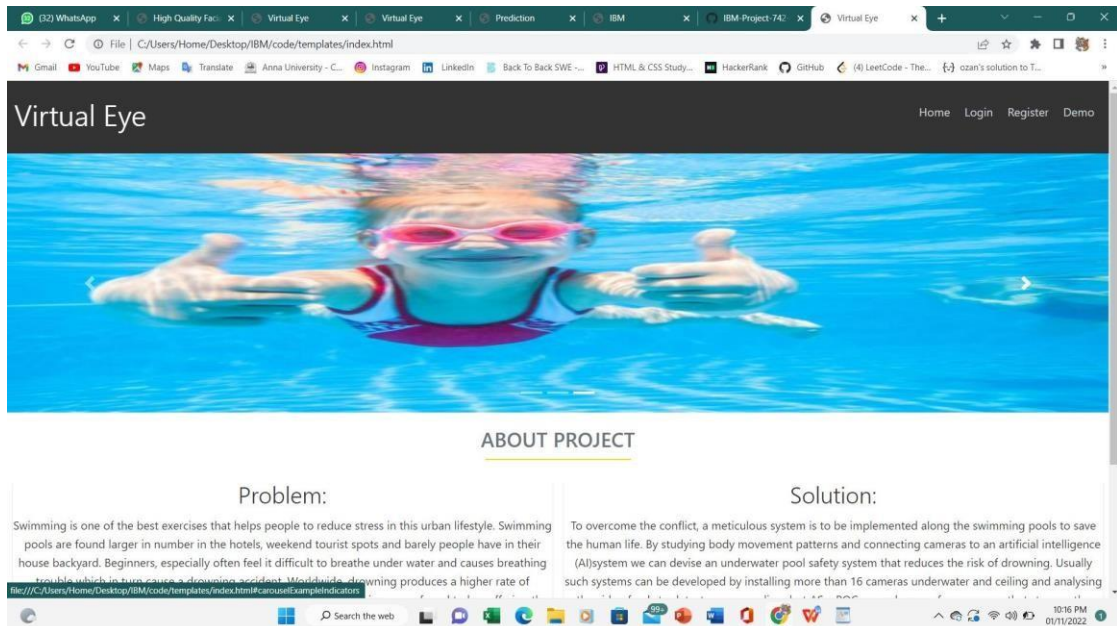 (32) WhatsApp
High Quality Faci
Virtual Eye
Virtual Eye
Prediction
IBM
IBM-Project-742
Virtual Eye
File | C:/Users/Home/Desktop/IBM/code/templates/index.html
Gmail
YouTube
Maps
Translate
Anna University - C...
Instagram
LinkedIn
Back To Back SWE -...
HTML & CSS Study...
HackerRank
GitHub
(4) LeetCode - The...
ozan's solution to T...
»
Virtual Eye
Home Login Register Demo
ABOUT PROJECT
Problem:
Swimming is one of the best exercises that helps people to reduce stress in this urban lifestyle. Swimming
pools are found larger in number in the hotels, weekend tourist spots and barely people have in their
house backyard. Beginners, especially often feel it difficult to breathe under water and causes breathing
trouble which in turn cause a drowning accident. Worldwide, drowning produces a higher rate of
Solution:
To overcome the conflict, a meticulous system is to be implemented along the swimming pools to save
the human life. By studying body movement patterns and connecting cameras to an artificial intelligence
(AI)system we can devise an underwater pool safety system that reduces the risk of drowning. Usually
such systems can be developed by installing more than 16 cameras underwater and ceiling and analysing
file:///C:/Users/Home/Desktop/IBM/code/templates/index.html#carouselExampleIndicators
Search the web
99+
10:16 PM
01/11/2022
1